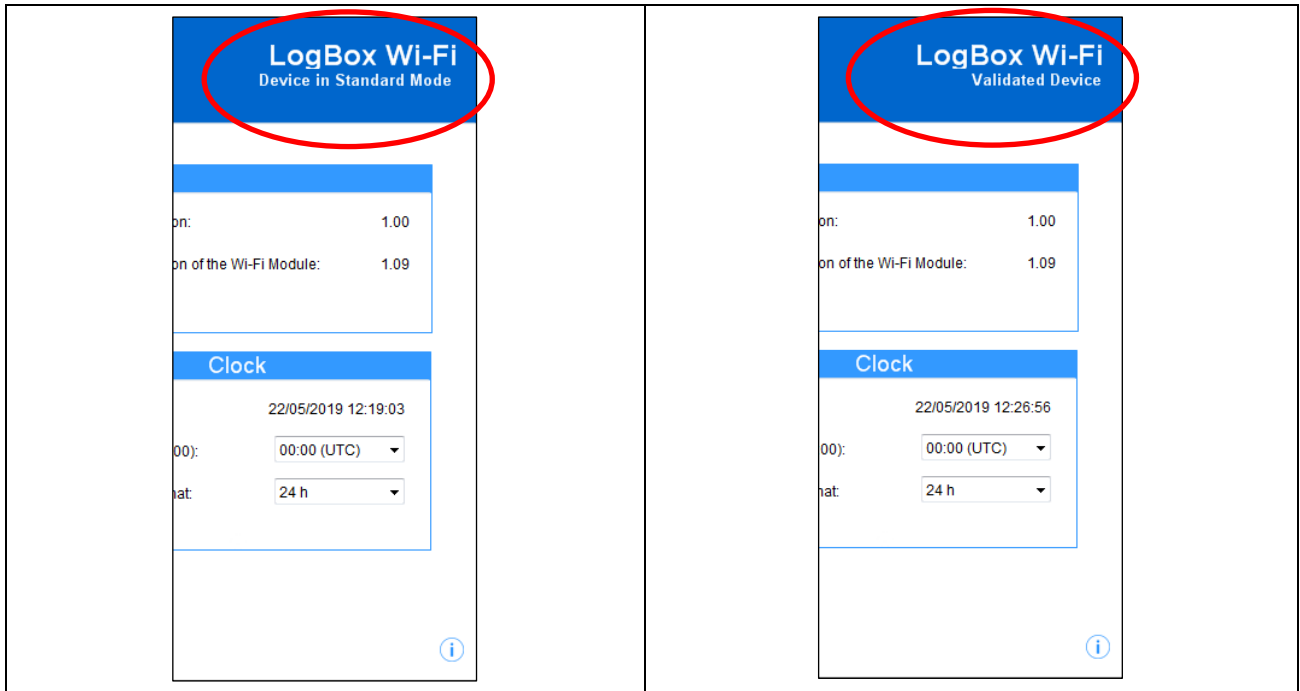 LogBox Wi-Fi
Device in Standard Mode
on: 1.00
on of the Wi-Fi Module: 1.09
Clock
22/05/2019 12:19:03
00): 00:00 (UTC)
nat: 24 h
i
LogBox Wi-Fi
Validated Device
on: 1.00
on of the Wi-Fi Module: 1.09
Clock
22/05/2019 12:26:56
00): 00:00 (UTC)
nat: 24 h
i